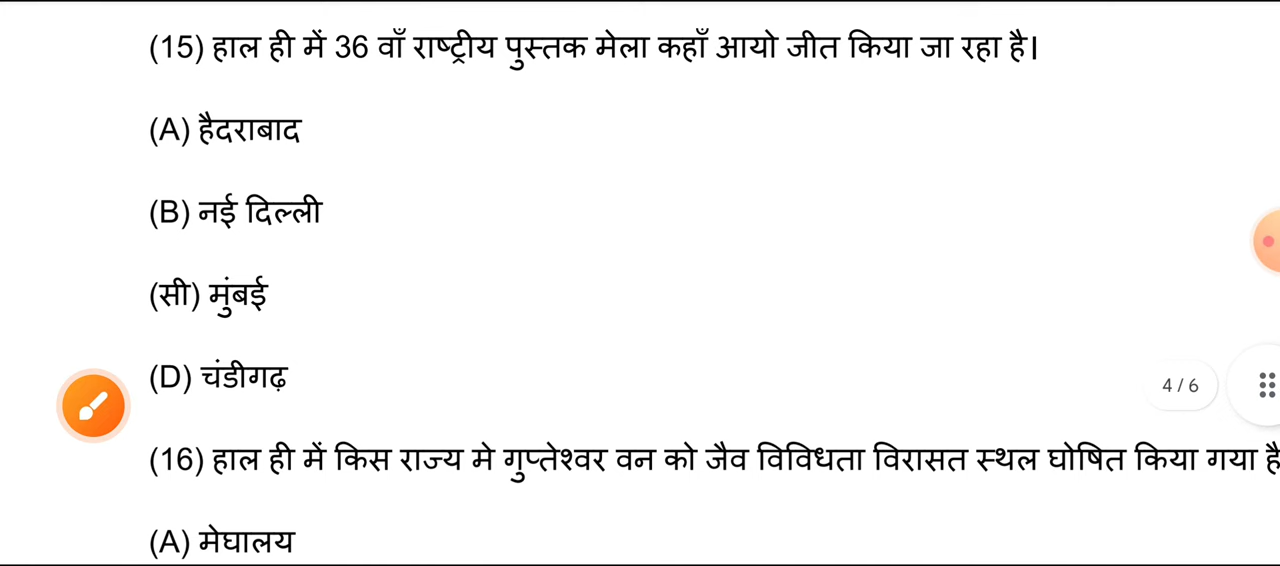 (15) हाल ही में 36 वाँ राष्ट्रीय पुस्तक मेला कहाँ आयो जीत किया जा रहा है।
(A) हैदराबाद
(B) नई दिल्ली
(सी) मुंबई
(D) चंडीगढ़
4 / 6
(16) हाल ही में किस राज्य मे गुप्तेश्वर वन को जैव विविधता विरासत स्थल घोषित किया गया है
(A) मेघालय